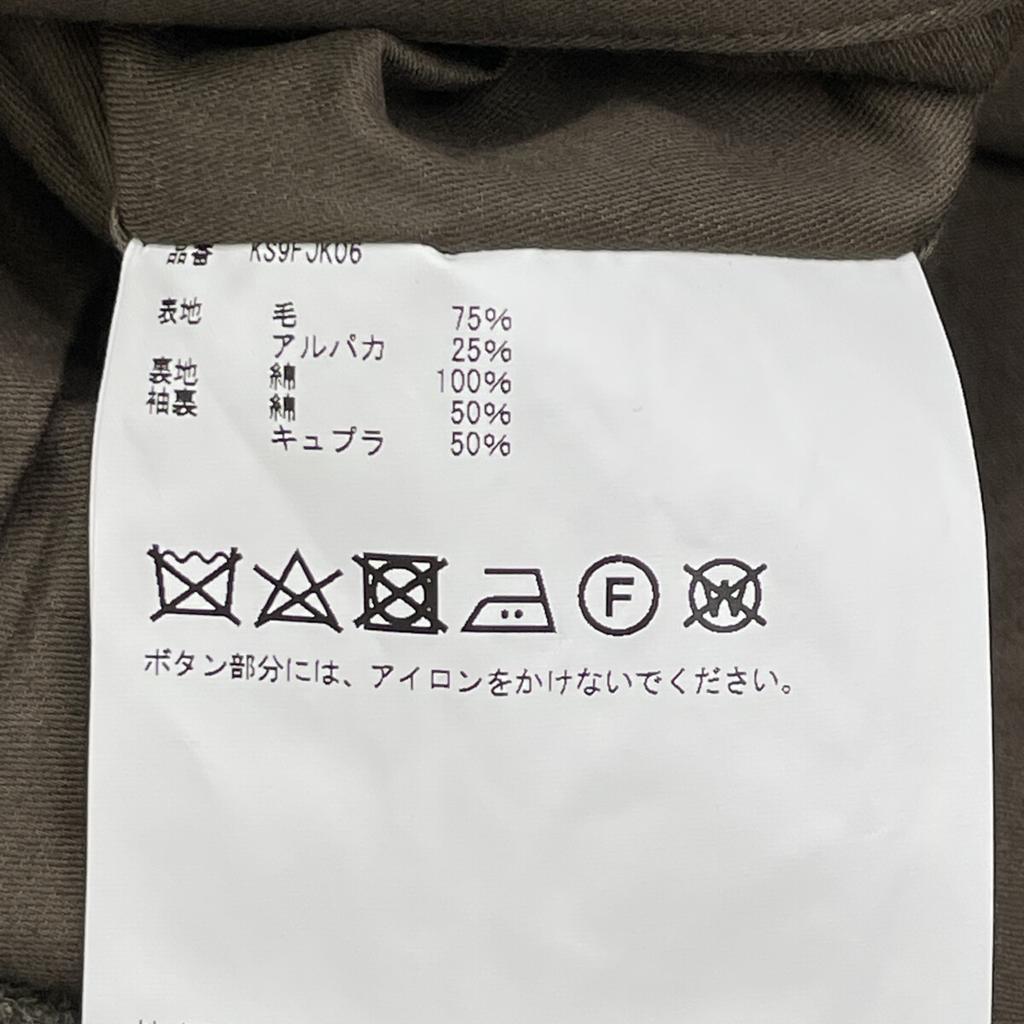 品番 KS9FJK06
表地 毛 75%
アルパカ 25%
裏地 綿 100%
袖裏 綿 50%
キュプラ 50%
F W
ボタン部分には、アイロンをかけないでください。